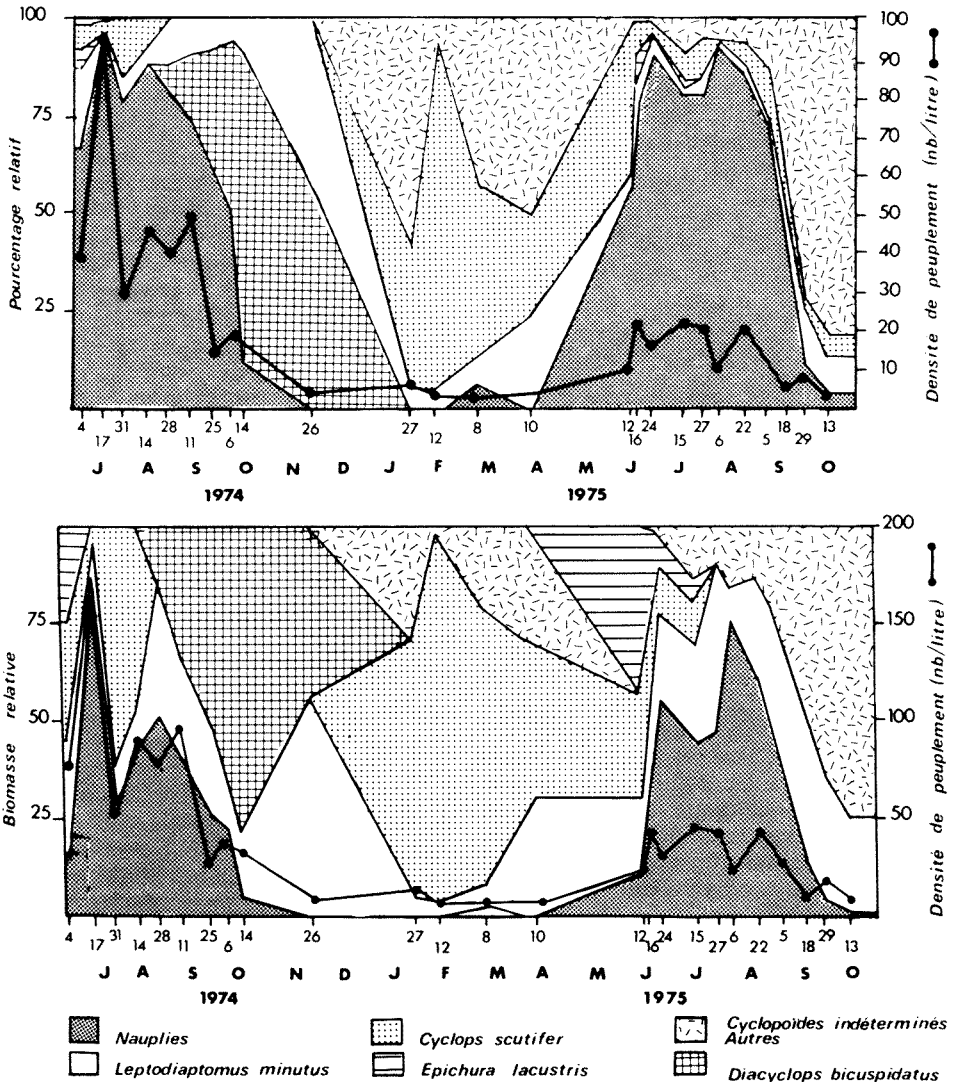 100
75
50
25
Pourcentage relatif
100
90
80
70
60
50
40
30
20
10
Densite de peuplement (nb/litre)
4 31 28 25 14 26 27 8 10 12 24 27 22 18 13
17 14 11 6 12 16 15 6 5 29
J A S O N D J F M A M J J A S O
1974 1975
75
50
25
Biomasse relative
200
150
100
50
Densité de peuplement (nb/litre)
4 31 28 25 14 26 27 8 10 12 24 15 6 5 29
17 14 11 6 12 16 27 22 18 13
J A S O N D J F M A M J J A S O
1974 1975
Nauplies
Leptodiaptomus minutus
Cyclops scutifer
Epichura lacustris
Cyclopoïdes indéterminés
Autres
Diacyclops bicuspidatus